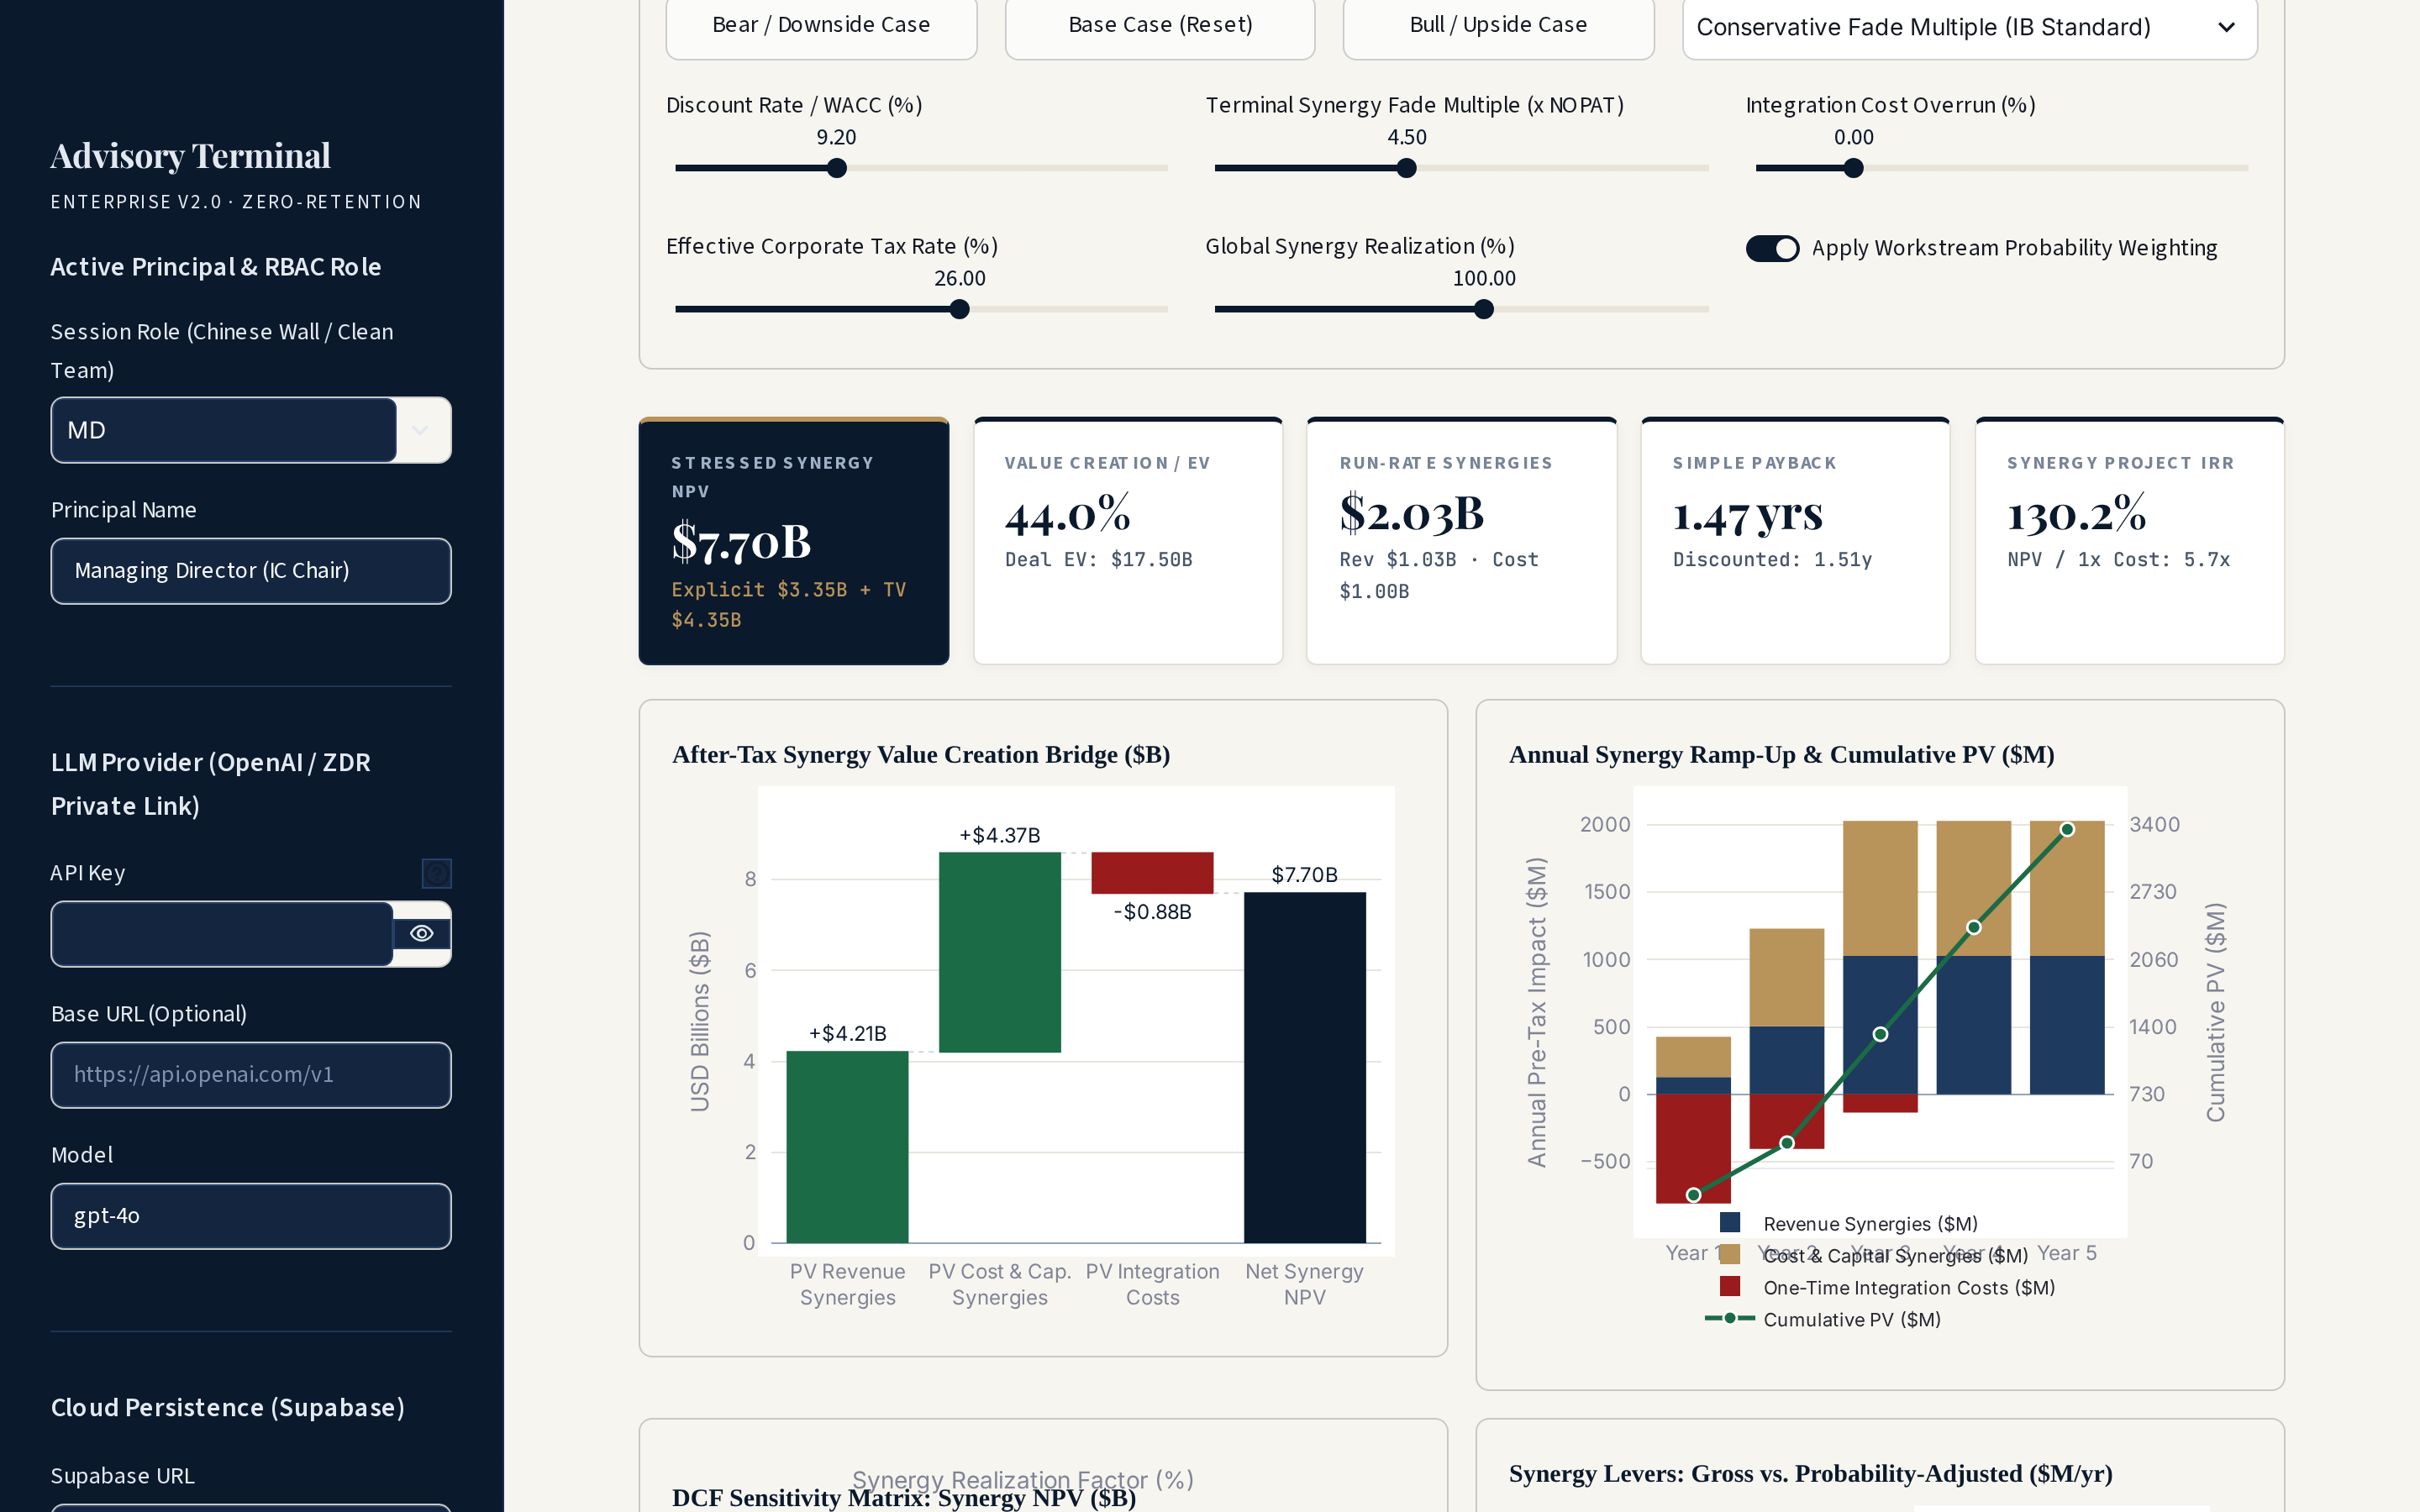 Advisory Terminal
ENTERPRISE V2.0 · ZERO-RETENTION
Active Principal & RBAC Role
Session Role (Chinese Wall / Clean
Team)
MD
Principal Name
Managing Director (IC Chair)
LLM Provider (OpenAI / ZDR
Private Link)
API Key
Base URL (Optional)
https://api.openai.com/v1
Model
gpt-4o
Cloud Persistence (Supabase)
Supabase URL
Bear / Downside Case
Base Case (Reset)
Bull / Upside Case
Conservative Fade Multiple (IB Standard)
Discount Rate / WACC (%)
9.20
Terminal Synergy Fade Multiple (x NOPAT)
4.50
Integration Cost Overrun (%)
0.00
Effective Corporate Tax Rate (%)
26.00
Global Synergy Realization (%)
100.00
Apply Workstream Probability Weighting
STRESSED SYNERGY
NPV
$7.70B
Explicit $3.35B + TV
$4.35B
VALUE CREATION / EV
44.0%
Deal EV: $17.50B
RUN-RATE SYNERGIES
$2.03B
Rev $1.03B · Cost
$1.00B
SIMPLE PAYBACK
1.47 yrs
Discounted: 1.51y
SYNERGY PROJECT IRR
130.2%
NPV / 1x Cost: 5.7x
After-Tax Synergy Value Creation Bridge ($B)
USD Billions ($B)
8
6
4
2
0
+$4.21B
+$4.37B
-$0.88B
$7.70B
PV Revenue
Synergies
PV Cost & Cap.
Synergies
PV Integration
Costs
Net Synergy
NPV
Annual Synergy Ramp-Up & Cumulative PV ($M)
Annual Pre-Tax Impact ($M)
2000
1500
1000
500
0
−500
3400
2730
2060
1400
730
70
Cumulative PV ($M)
Year 1
Year 2
Year 3
Year 4
Year 5
Revenue Synergies ($M)
Cost & Capital Synergies ($M)
One-Time Integration Costs ($M)
Cumulative PV ($M)
Synergy Realization Factor (%)
DCF Sensitivity Matrix: Synergy NPV ($B)
Synergy Levers: Gross vs. Probability-Adjusted ($M/yr)